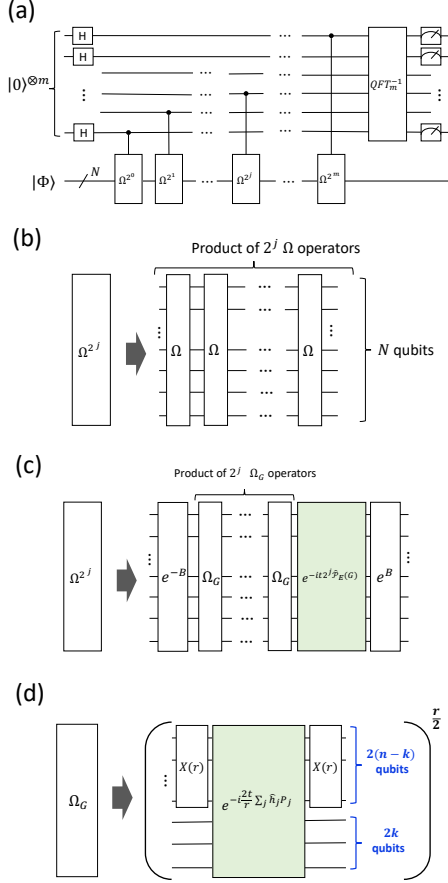 (a)
H
H
H
|0⟩^{⊗m}
⋮
...
...
QFT_m^{-1}
|Φ⟩
N
Ω^{2^0}
Ω^{2^1}
...
Ω^{2^j}
...
Ω^{2^m}
(b)
Product of 2^j Ω operators
Ω^{2^j}
Ω
Ω
...
Ω
N qubits
(c)
Product of 2^j Ω_G operators
Ω^{2^j}
e^{-B}
Ω_G
...
Ω_G
e^{-it2^j \hat{𝒫}_E(G)}
e^{B}
(d)
r/2
Ω_G
X(r)
e^{-i\frac{2t}{r} \sum_j \hat{h}_j P_j}
X(r)
2(n − k)
qubits
2k
qubits